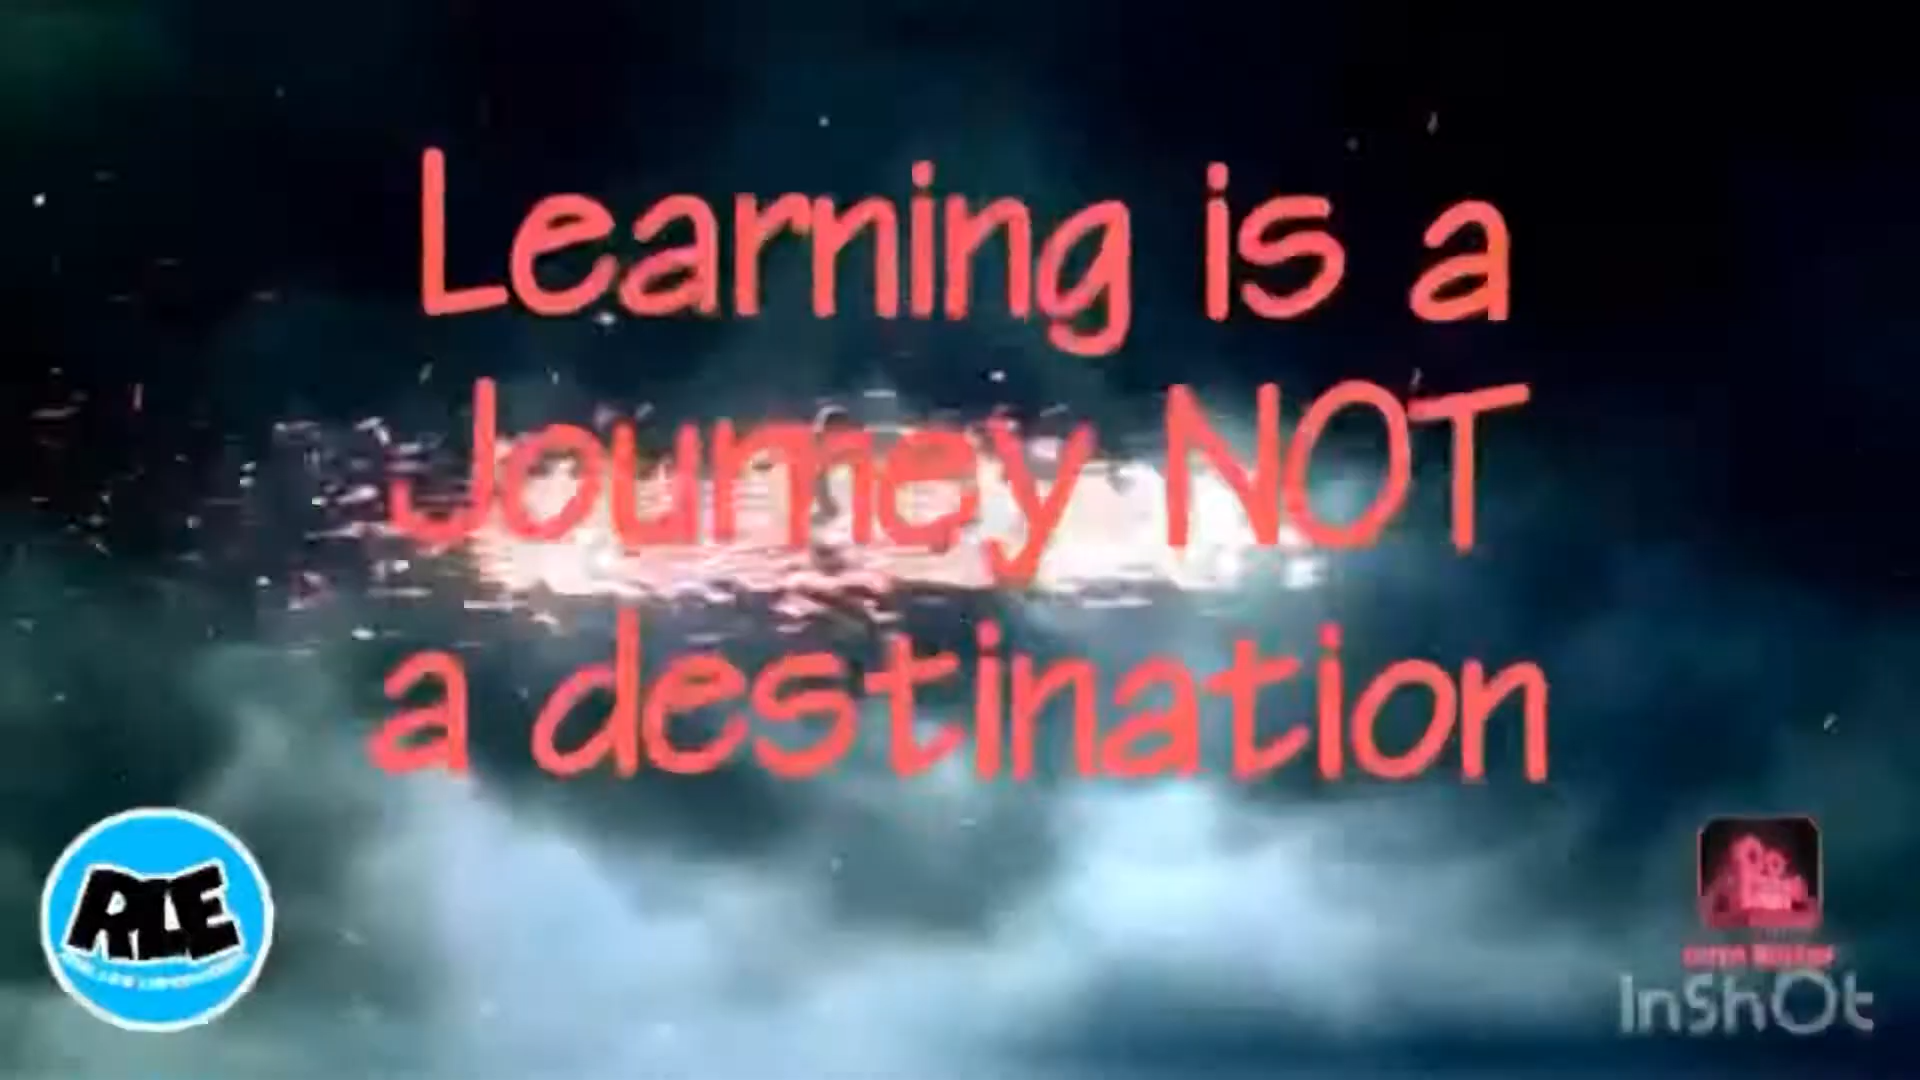 Learning is a
Journey NOT
a destination
RLE
InShOt